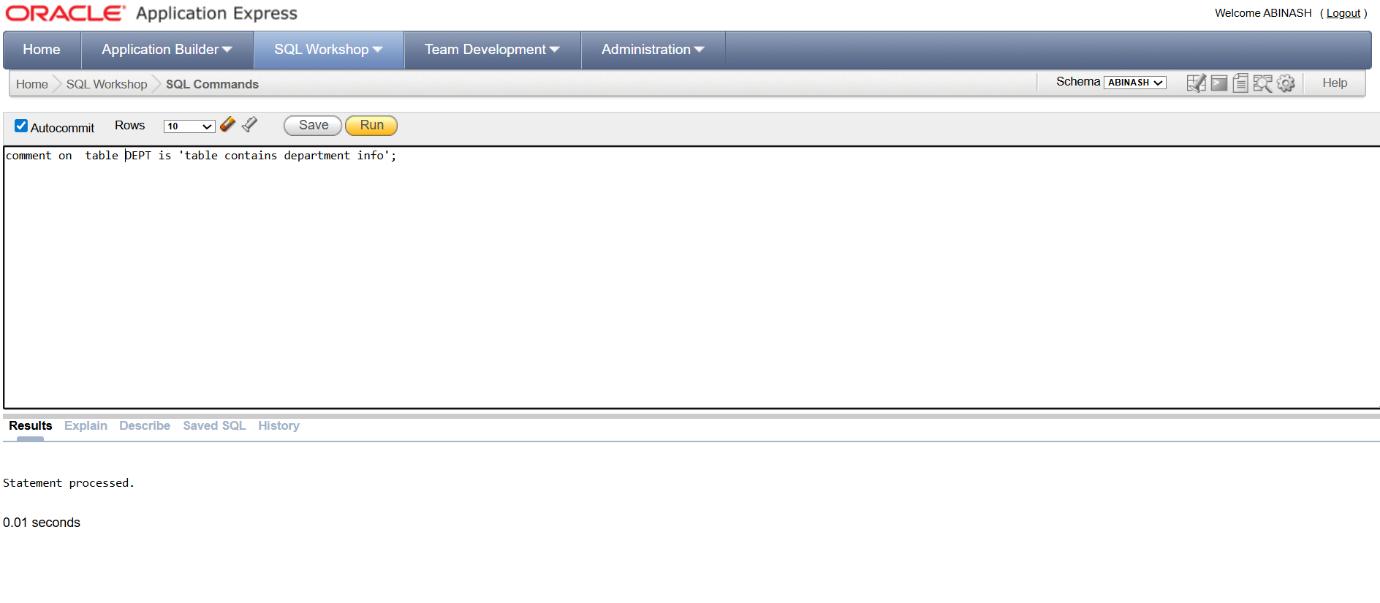 ORACLE Application Express
Welcome ABINASH ( Logout )
Home Application Builder SQL Workshop Team Development Administration
Home SQL Workshop SQL Commands Schema ABINASH Help
Autocommit Rows 10 Save Run
comment on  table DEPT is 'table contains department info';
Results Explain Describe Saved SQL History
Statement processed.
0.01 seconds